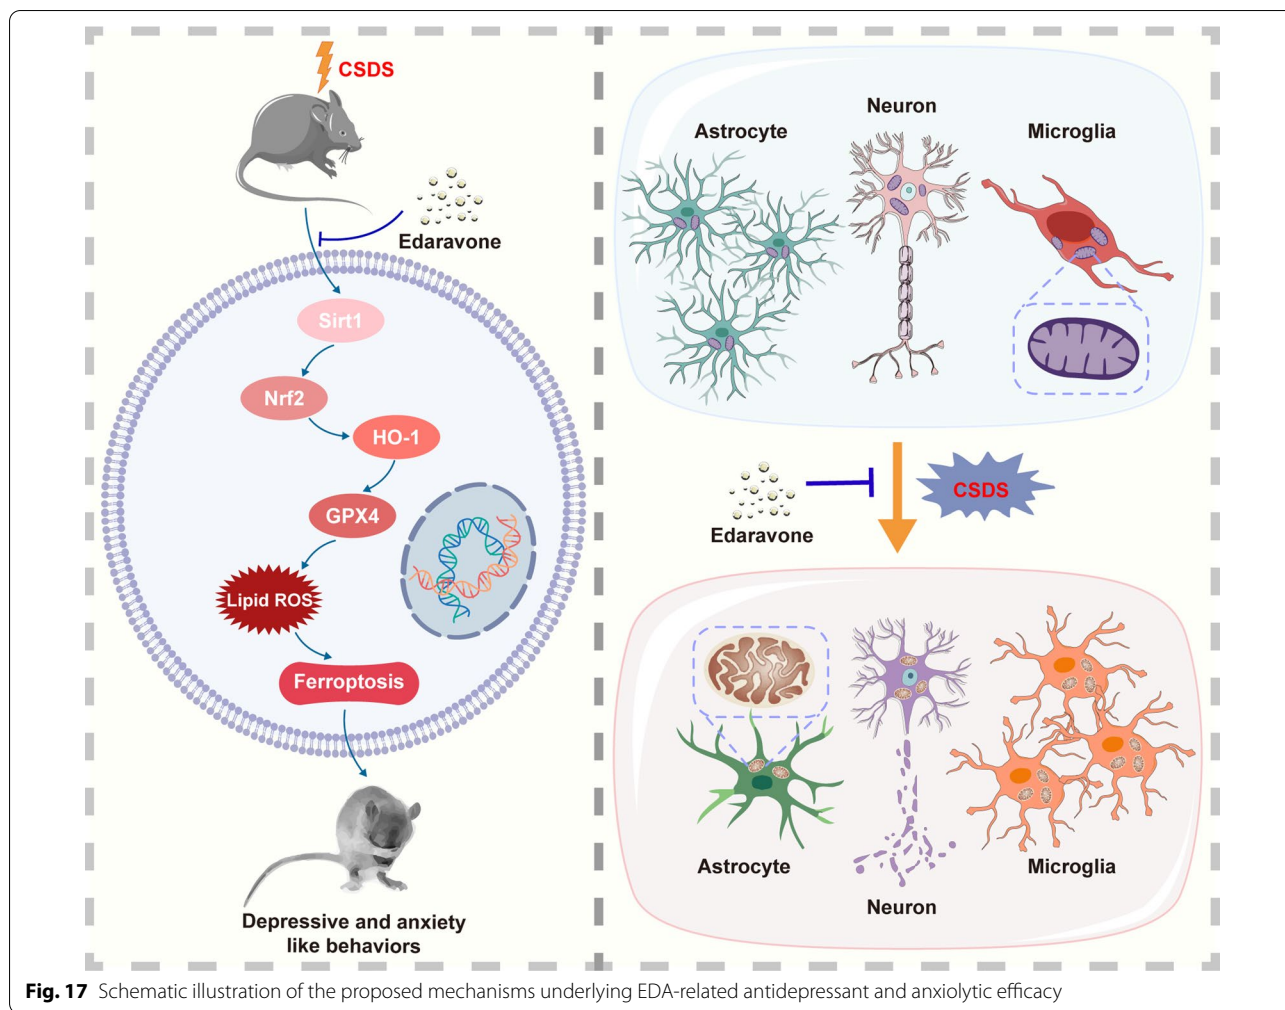 CSDS
Edaravone
Sirt1
Nrf2
HO-1
GPX4
Lipid ROS
Ferroptosis
Depressive and anxiety
like behaviors
Astrocyte
Neuron
Microglia
Edaravone
CSDS
Astrocyte
Neuron
Microglia
Fig. 17 Schematic illustration of the proposed mechanisms underlying EDA-related antidepressant and anxiolytic efficacy